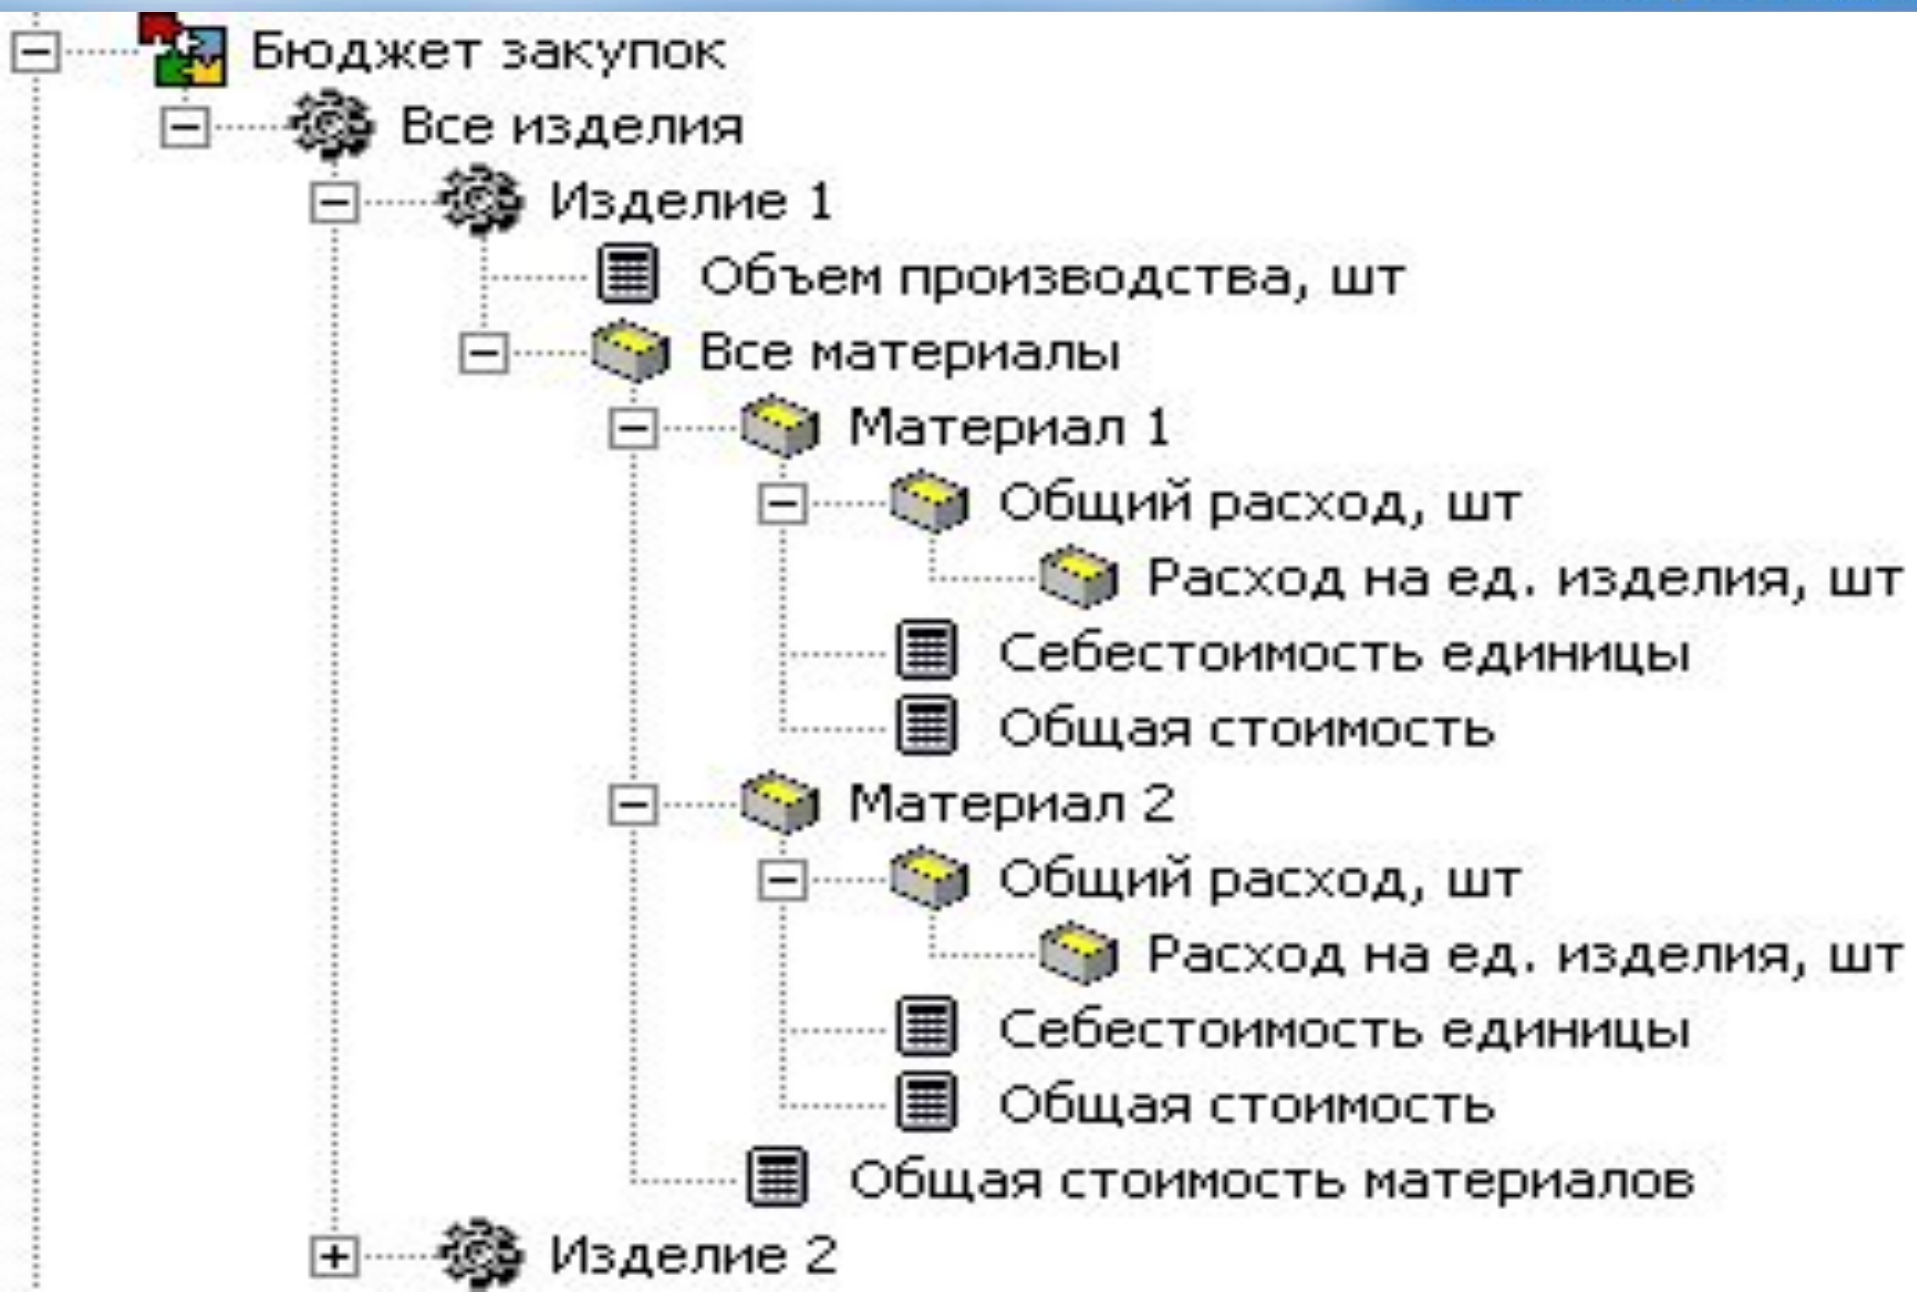 Бюджет закупок
Все изделия
Изделие 1
Объем производства, шт
Все материалы
Материал 1
Общий расход, шт
Расход на ед. изделия, шт
Себестоимость единицы
Общая стоимость
Материал 2
Общий расход, шт
Расход на ед. изделия, шт
Себестоимость единицы
Общая стоимость
Общая стоимость материалов
Изделие 2